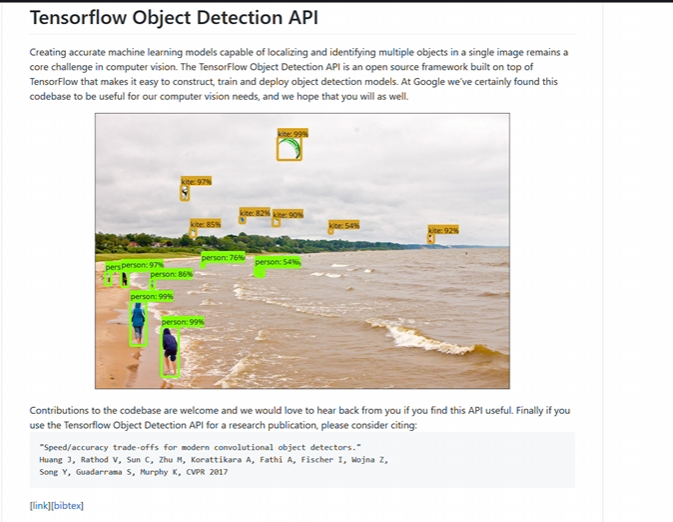 Tensorflow Object Detection API
Creating accurate machine learning models capable of localizing and identifying multiple objects in a single image remains a
core challenge in computer vision. The TensorFlow Object Detection API is an open source framework built on top of
TensorFlow that makes it easy to construct, train and deploy object detection models. At Google we've certainly found this
codebase to be useful for our computer vision needs, and we hope that you will as well.
kite: 99%
kite: 97%
kite: 82% kite: 90%
kite: 85% kite: 54% kite: 92%
person: 76% person: 54%
pers person: 97%
person: 86%
person: 99%
person: 99%
Contributions to the codebase are welcome and we would love to hear back from you if you find this API useful. Finally if you
use the Tensorflow Object Detection API for a research publication, please consider citing:
"Speed/accuracy trade-offs for modern convolutional object detectors."
Huang J, Rathod V, Sun C, Zhu M, Korattikara A, Fathi A, Fischer I, Wojna Z,
Song Y, Guadarrama S, Murphy K, CVPR 2017
[link][bibtex]